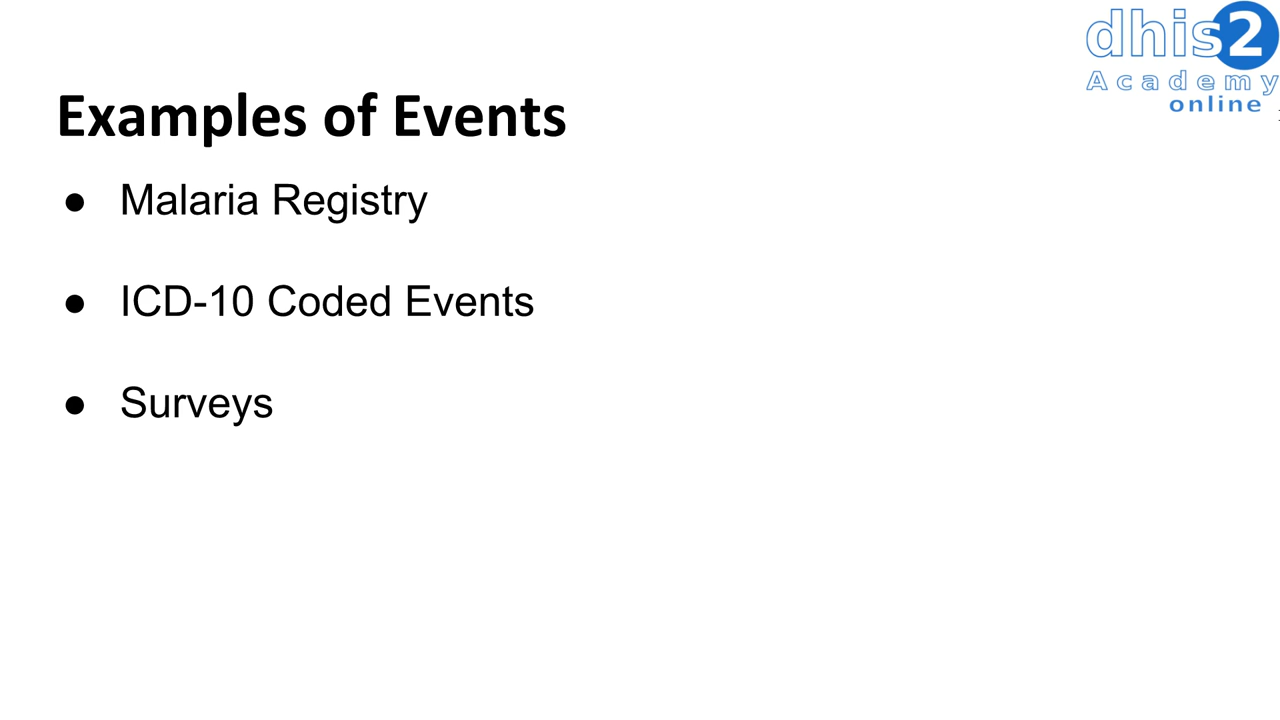 dhis2
Academy
online
Examples of Events
● Malaria Registry
● ICD-10 Coded Events
● Surveys